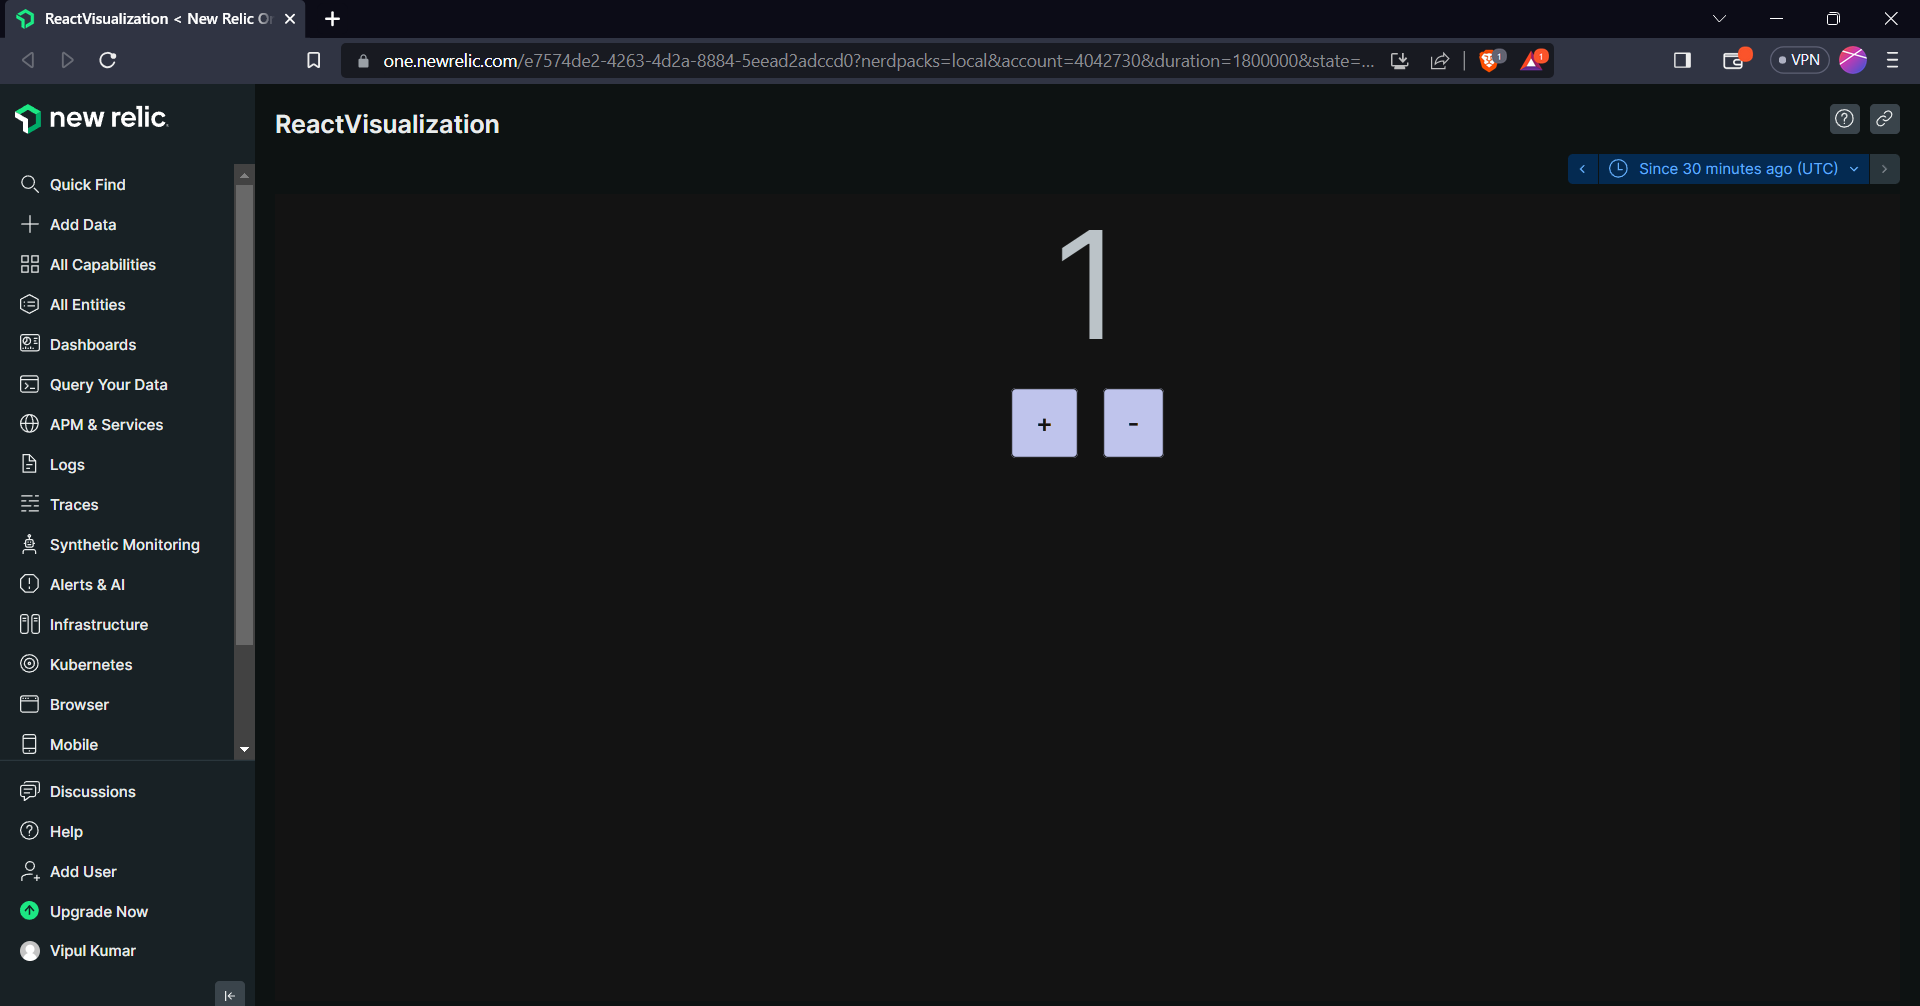 ReactVisualization < New Relic O
one.newrelic.com/e7574de2-4263-4d2a-8884-5eead2adccd0?nerdpacks=local&account=4042730&duration=1800000&state=...
1
1
VPN
new relic
ReactVisualization
Since 30 minutes ago (UTC)
Quick Find
Add Data
All Capabilities
All Entities
Dashboards
Query Your Data
APM & Services
Logs
Traces
Synthetic Monitoring
Alerts & AI
Infrastructure
Kubernetes
Browser
Mobile
Discussions
Help
Add User
Upgrade Now
Vipul Kumar
1
+
-